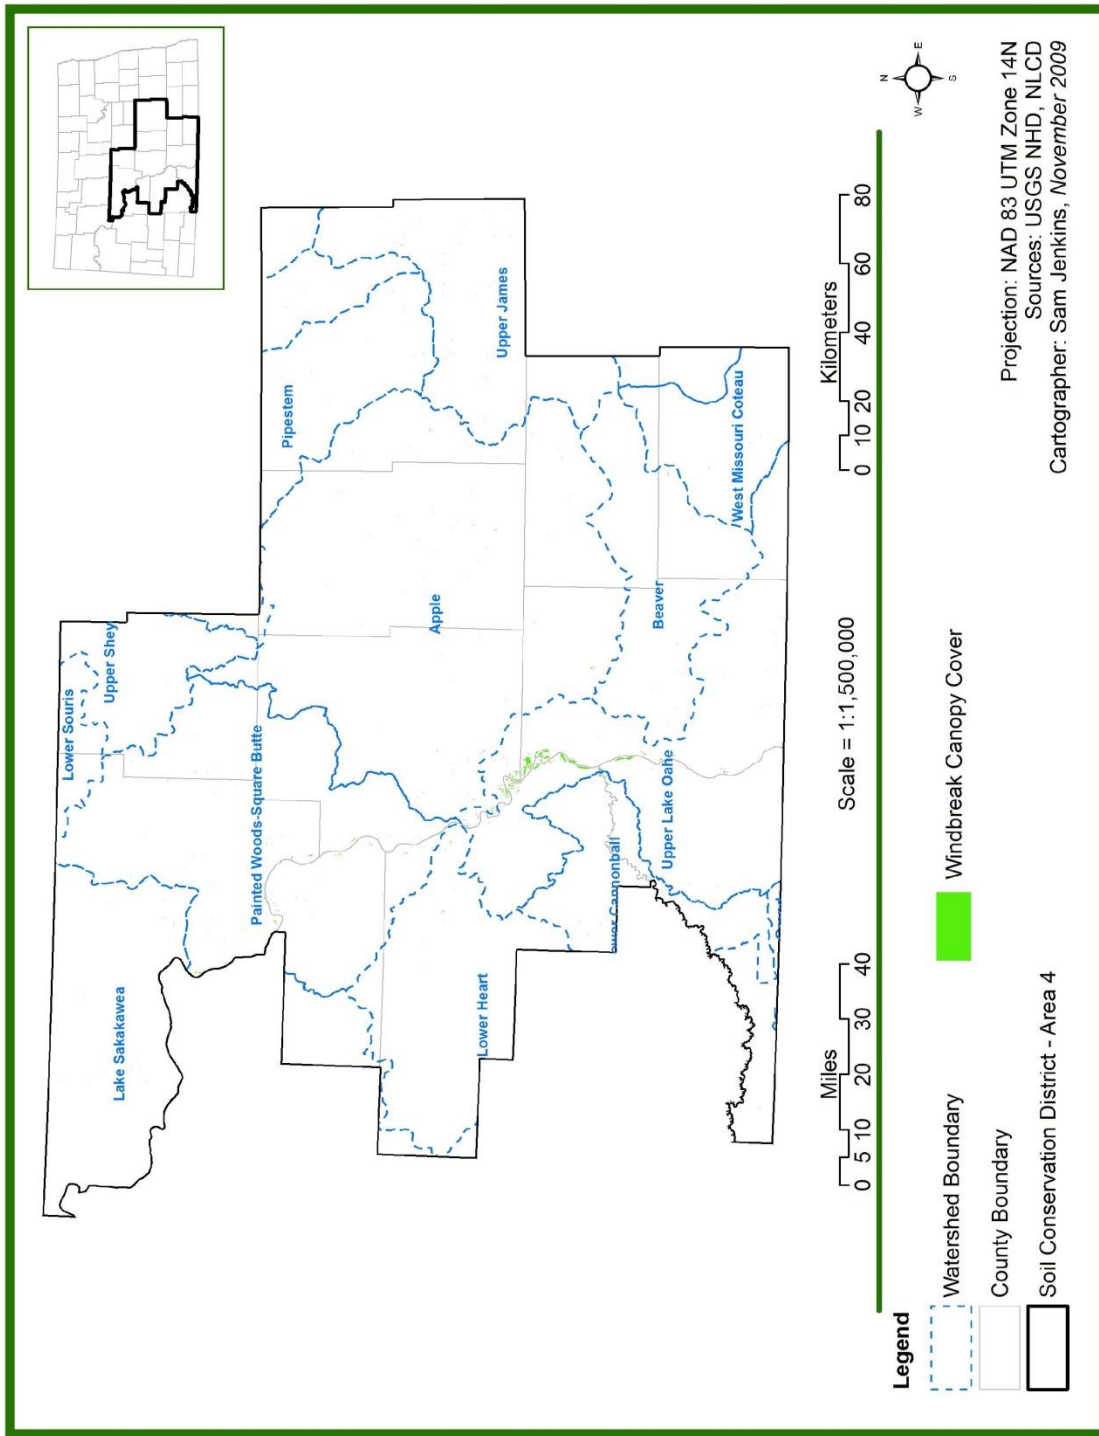 Lower Souris
Upper Shey
Lake Sakakawea
Painted Woods-Square Butte
Pipestem
Apple
Lower Heart
Upper James
ower Cannonball
Beaver
Upper Lake Oahe
West Missouri Coteau
Miles
0 5 10 20 30 40
Scale = 1:1,500,000
Kilometers
0 10 20 40 60 80
N
W E
S
Legend
Watershed Boundary
County Boundary
Soil Conservation District - Area 4
Windbreak Canopy Cover
Projection: NAD 83 UTM Zone 14N
Sources: USGS NHD, NLCD
Cartographer: Sam Jenkins, November 2009